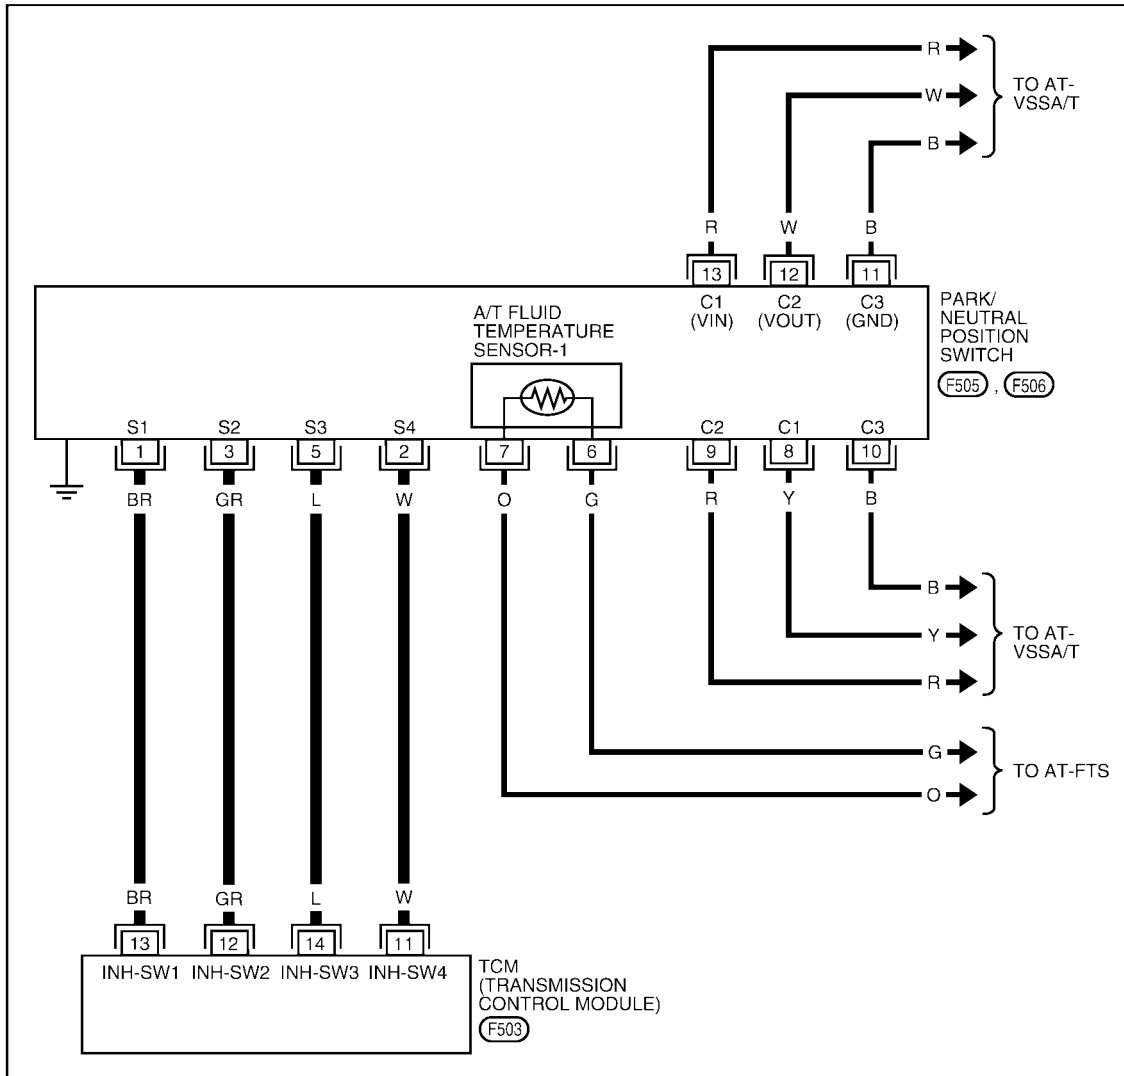 R
W
B
TO AT-
VSSA/T
R W B
13 12 11
C1 C2 C3
(VIN) (VOUT) (GND)
PARK/
NEUTRAL
POSITION
SWITCH
F505 , F506
A/T FLUID
TEMPERATURE
SENSOR-1
S1 S2 S3 S4 C2 C1 C3
1 3 5 2 7 6 9 8 10
BR GR L W O G R Y B
B
Y
R
TO AT-
VSSA/T
G
O
TO AT-FTS
BR GR L W
13 12 14 11
INH-SW1 INH-SW2 INH-SW3 INH-SW4
TCM
(TRANSMISSION
CONTROL MODULE)
F503